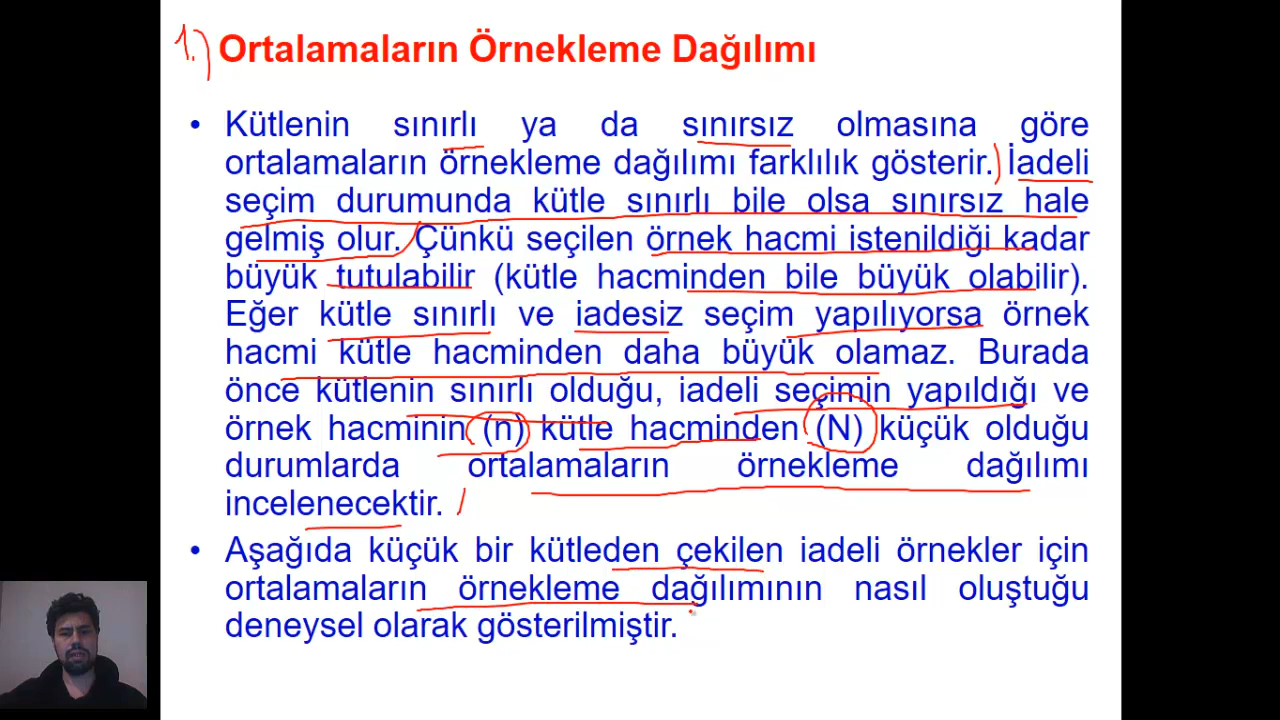 1.) Ortalamaların Örnekleme Dağılımı
• Kütlenin sınırlı ya da sınırsız olmasına göre
ortalamaların örnekleme dağılımı farklılık gösterir. İadeli
seçim durumunda kütle sınırlı bile olsa sınırsız hale
gelmiş olur. Çünkü seçilen örnek hacmi istenildiği kadar
büyük tutulabilir (kütle hacminden bile büyük olabilir).
Eğer kütle sınırlı ve iadesiz seçim yapılıyorsa örnek
hacmi kütle hacminden daha büyük olamaz. Burada
önce kütlenin sınırlı olduğu, iadeli seçimin yapıldığı ve
örnek hacminin (n) kütle hacminden (N) küçük olduğu
durumlarda ortalamaların örnekleme dağılımı
incelenecektir.
• Aşağıda küçük bir kütleden çekilen iadeli örnekler için
ortalamaların örnekleme dağılımının nasıl oluştuğu
deneysel olarak gösterilmiştir.